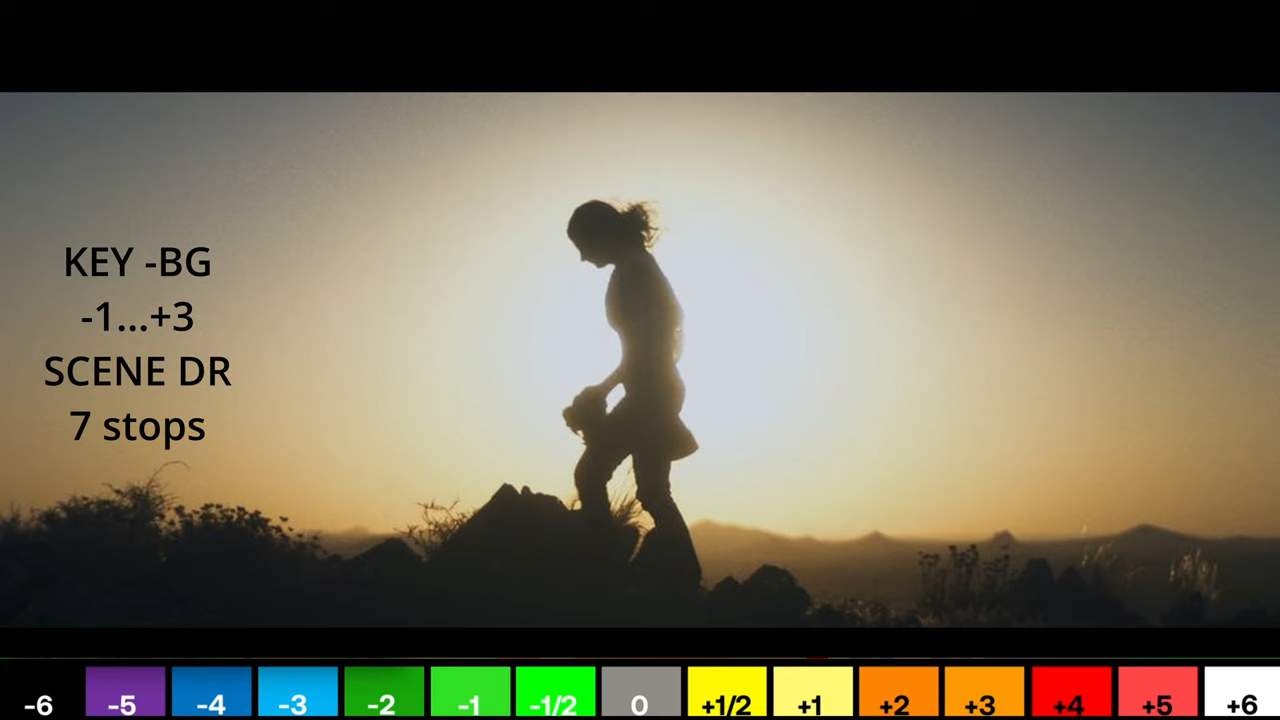 KEY -BG
-1...+3
SCENE DR
7 stops
-6 -5 -4 -3 -2 -1 -1/2 0 +1/2 +1 +2 +3 +4 +5 +6